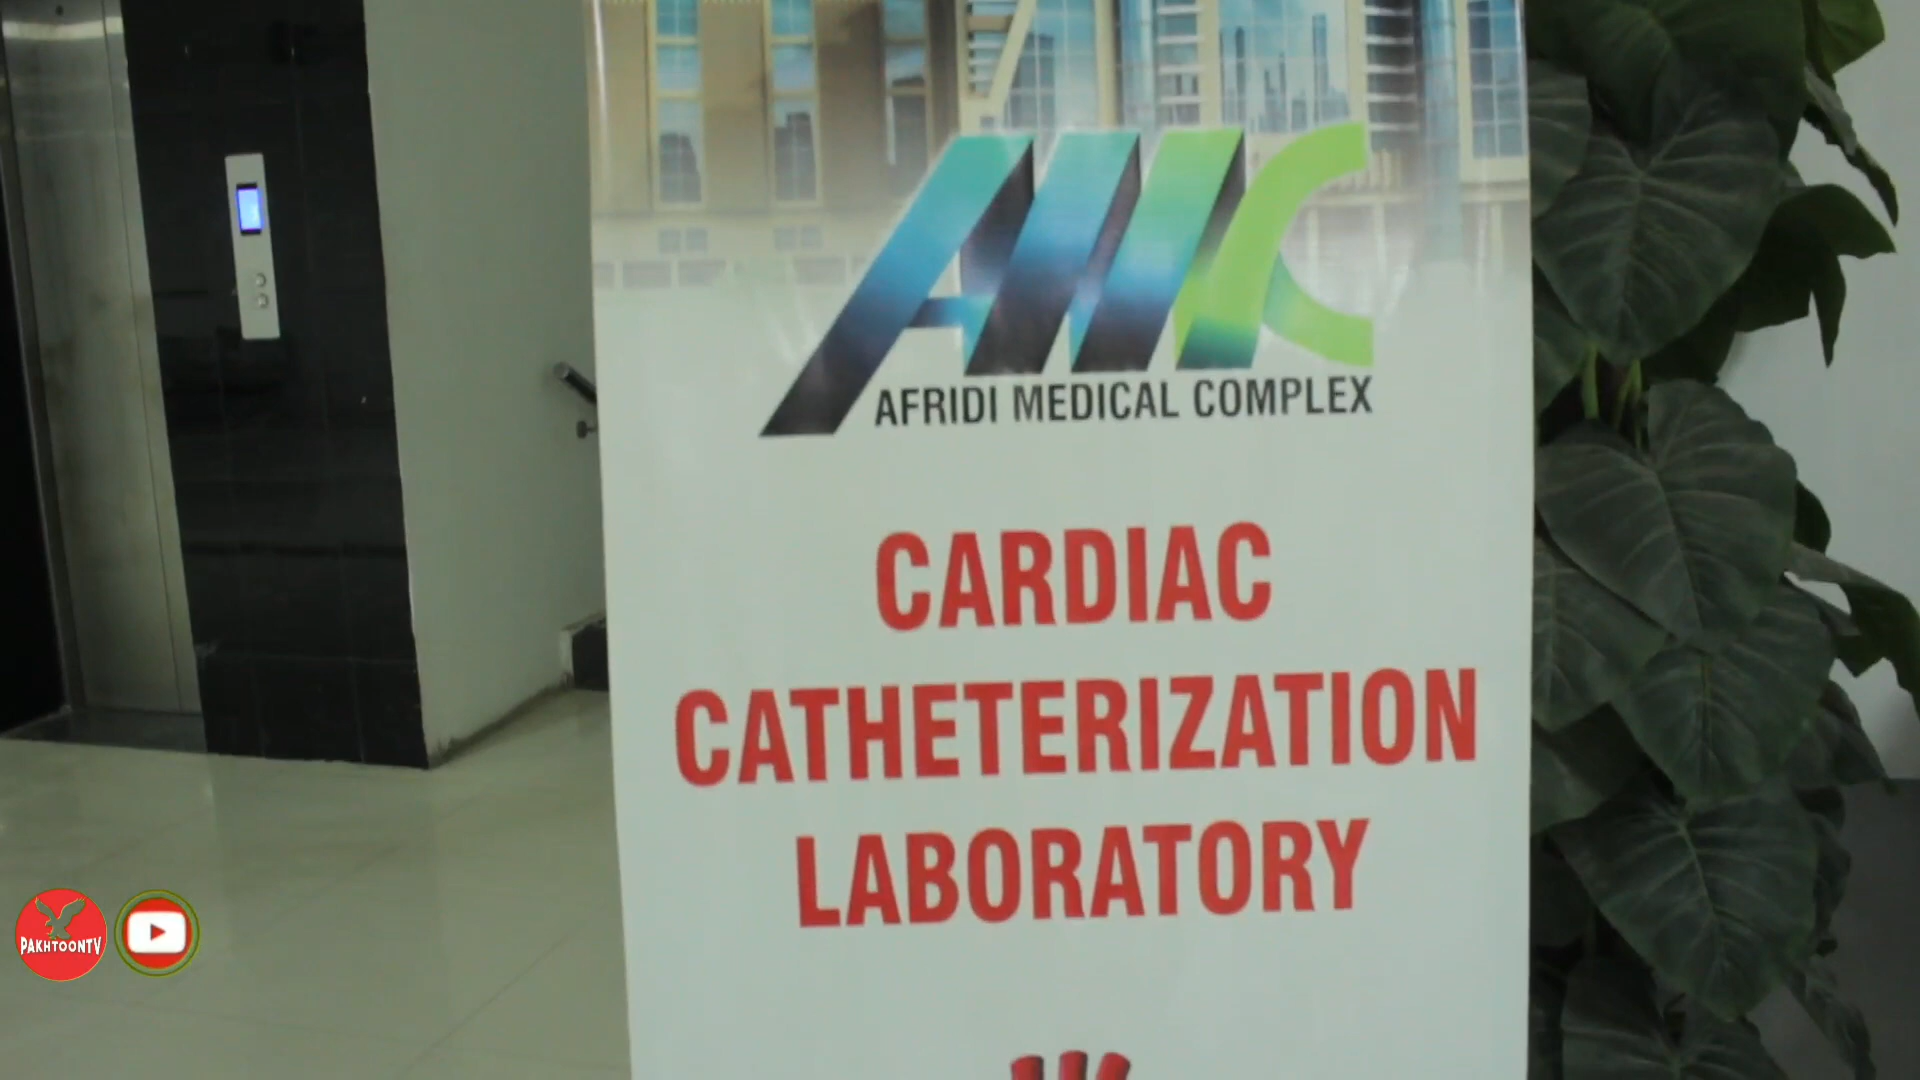 AMC
AFRIDI MEDICAL COMPLEX
CARDIAC
CATHETERIZATION
LABORATORY
PAKHTOONTV